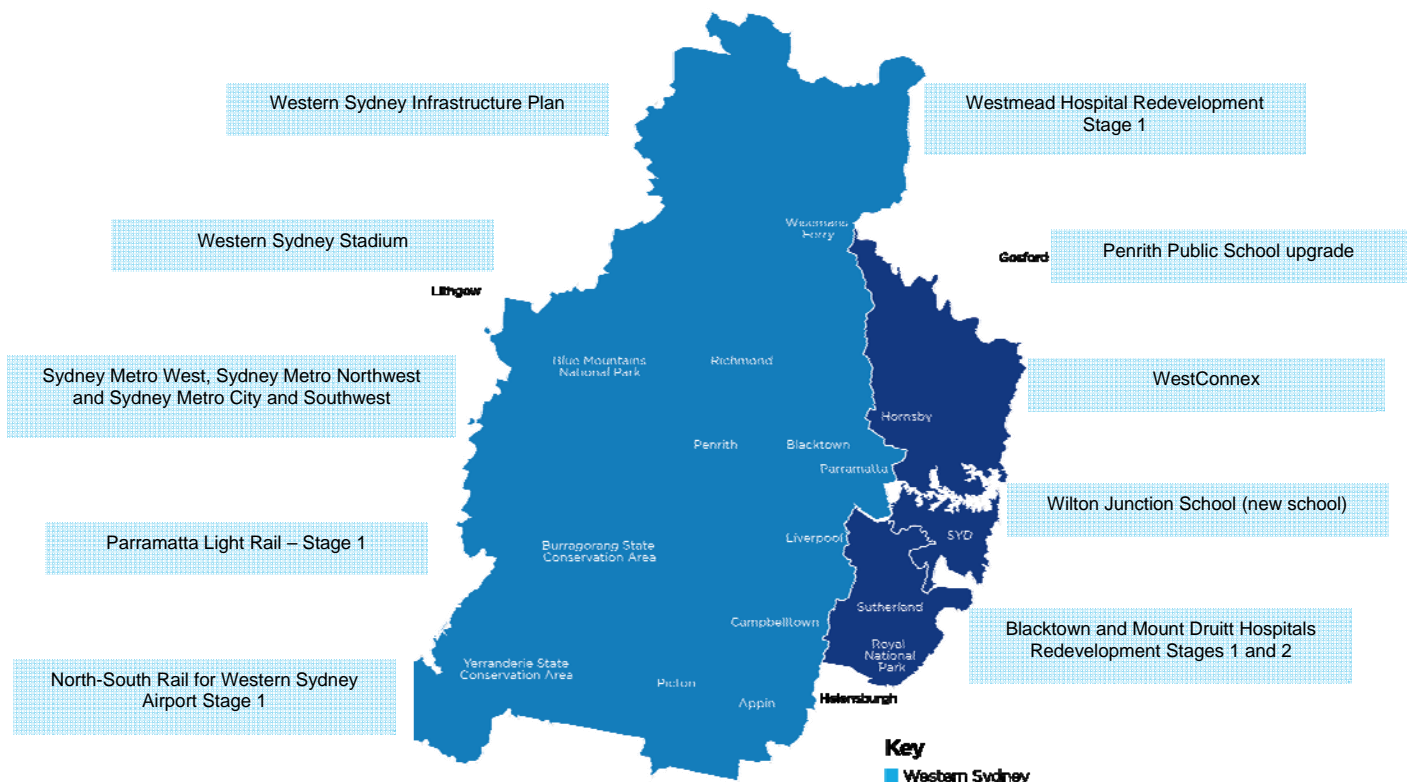 Western Sydney Infrastructure Plan
Westmead Hospital Redevelopment
Stage 1
Wisemans
Ferry
Western Sydney Stadium
Gosford
Penrith Public School upgrade
Lithgow
Blue Mountains
National Park
Richmond
Sydney Metro West, Sydney Metro Northwest
and Sydney Metro City and Southwest
WestConnex
Hornsby
Penrith
Blacktown
Parramatta
Wilton Junction School (new school)
Parramatta Light Rail – Stage 1
Burragorang State
Conservation Area
Liverpool
SYD
Sutherland
Campbelltown
Blacktown and Mount Druitt Hospitals
Redevelopment Stages 1 and 2
Royal
National
Park
Yerranderie State
Conservation Area
North-South Rail for Western Sydney
Airport Stage 1
Picton
Appin
Helensburgh
Key
Western Sydney